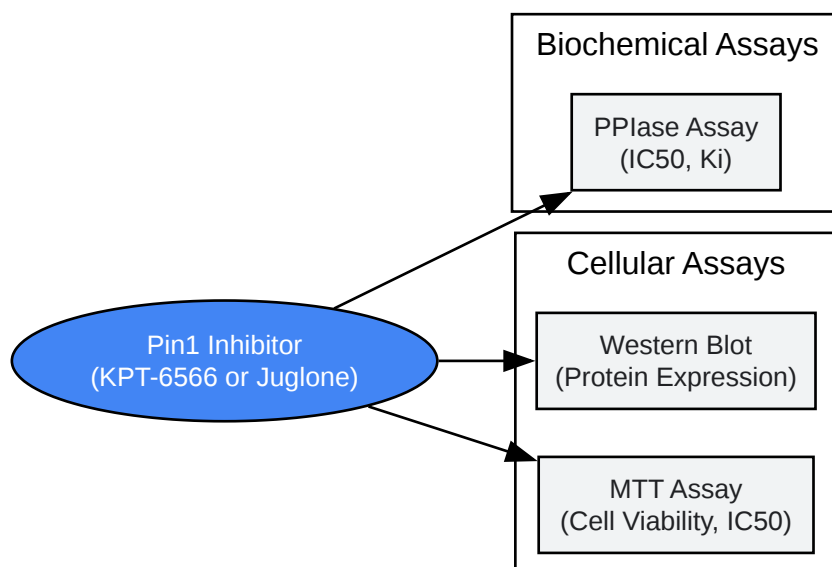 Biochemical Assays
PPIase Assay
(IC50, Ki)
Cellular Assays
Pin1 Inhibitor
(KPT-6566 or Juglone)
Western Blot
(Protein Expression)
MTT Assay
(Cell Viability, IC50)